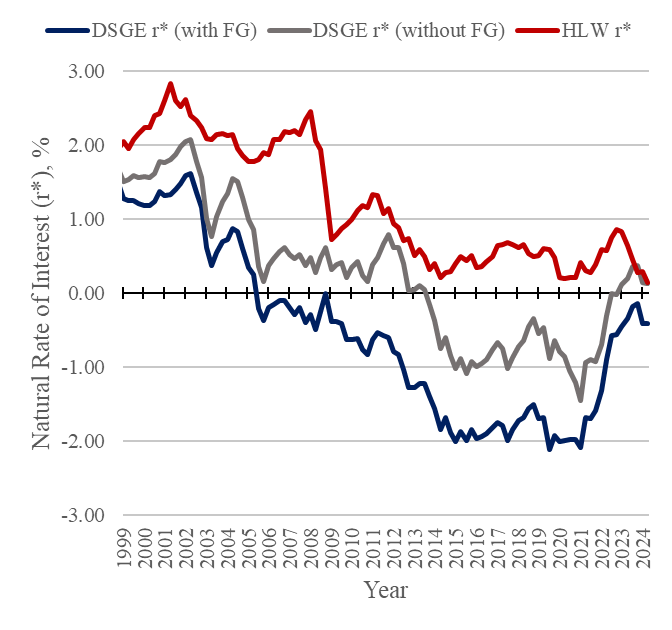 DSGE r* (with FG) DSGE r* (without FG) HLW r*
3.00
2.00
1.00
0.00
-1.00
-2.00
-3.00
Natural Rate of Interest (r*), %
1999 2000 2001 2002 2003 2004 2005 2006 2007 2008 2009 2010 2011 2012 2013 2014 2015 2016 2017 2018 2019 2020 2021 2022 2023 2024
Year